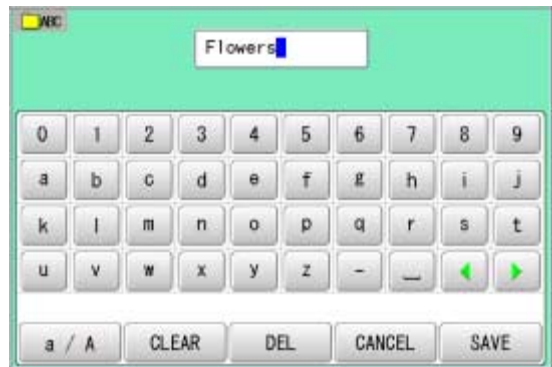 ABC
Flowers
0 1 2 3 4 5 6 7 8 9
a b c d e f g h i j
k l m n o p q r s t
u v w x y z - _
a / A CLEAR DEL CANCEL SAVE